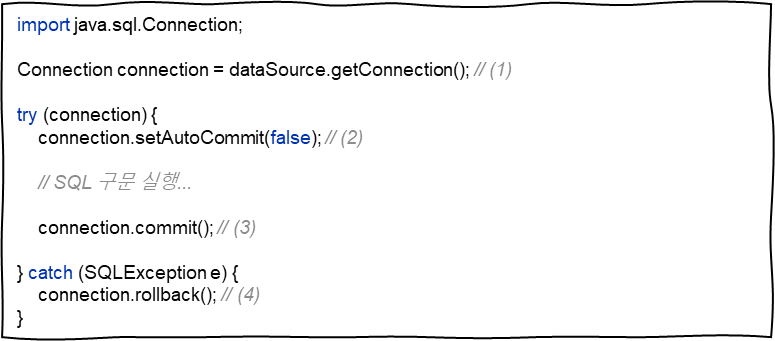 import java.sql.Connection;
Connection connection = dataSource.getConnection(); // (1)
try (connection) {
connection.setAutoCommit(false); // (2)
// SQL 구문 실행...
connection.commit(); // (3)
} catch (SQLException e) {
connection.rollback(); // (4)
}